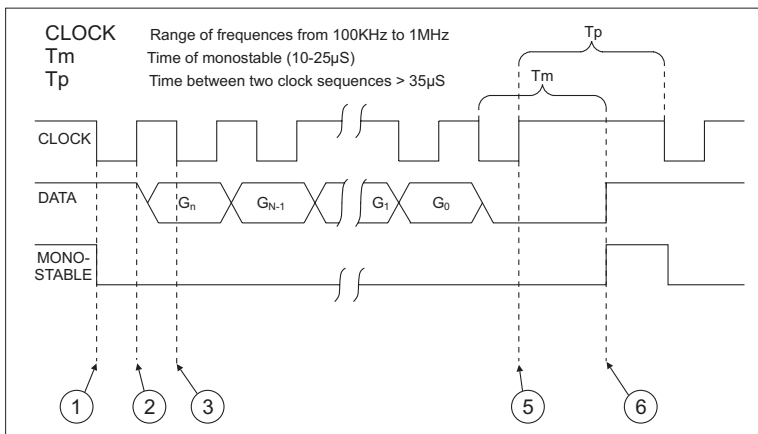 CLOCK Range of frequences from 100KHz to 1MHz
Tm Time of monostable (10-25µS)
Tp Time between two clock sequences > 35µS
Tp
Tm
CLOCK
DATA
Gn
GN-1
G1
G0
MONO-
STABLE
1
2
3
5
6